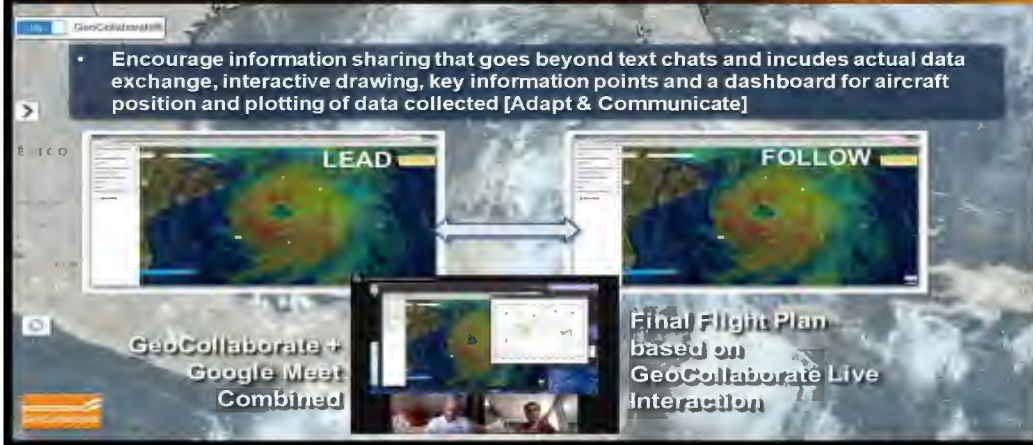 GeoCollaborate
• Encourage information sharing that goes beyond text chats and incudes actual data
exchange, interactive drawing, key information points and a dashboard for aircraft
position and plotting of data collected [Adapt & Communicate]
LEAD
FOLLOW
GeoCollaborate +
Google Meet
Combined
Final Flight Plan
based on
GeoCollaborate Live
Interaction